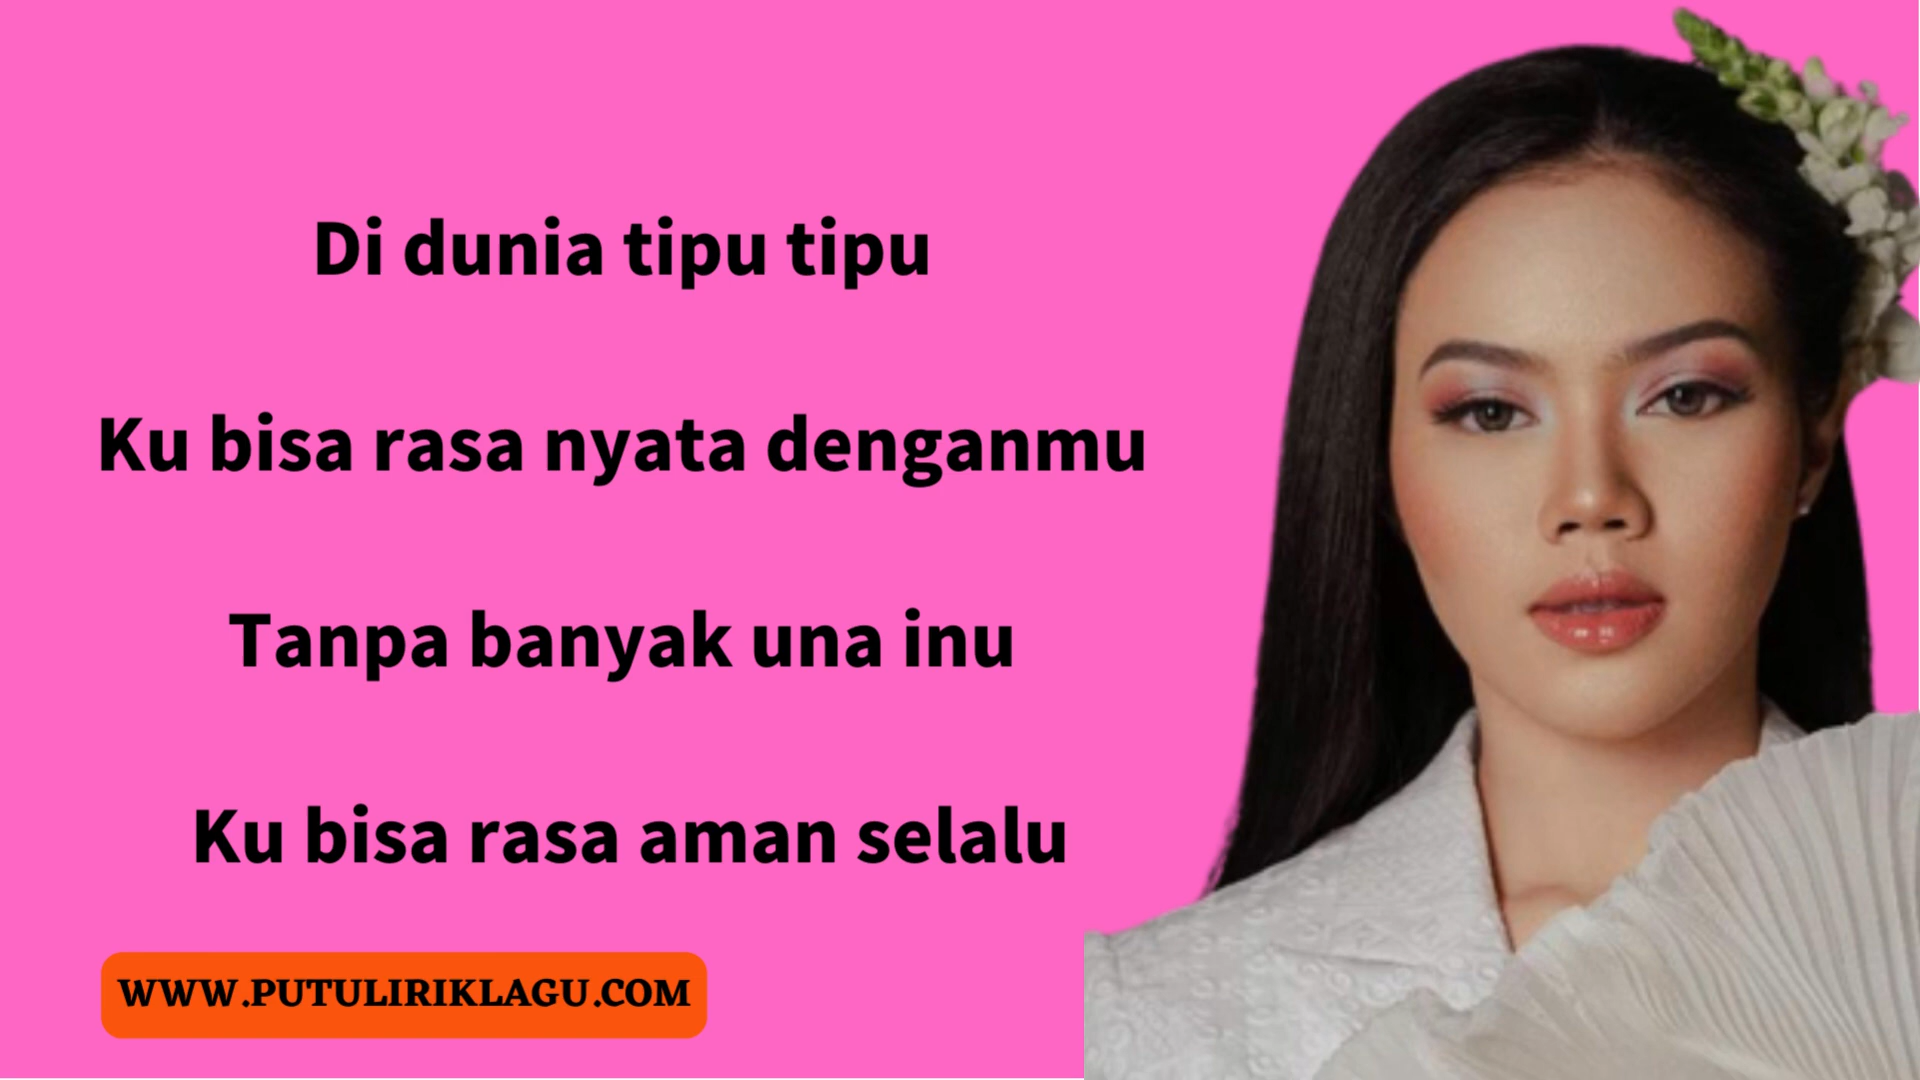 Di dunia tipu tipu
Ku bisa rasa nyata denganmu
Tanpa banyak una inu
Ku bisa rasa aman selalu
WWW.PUTULIRIKLAGU.COM